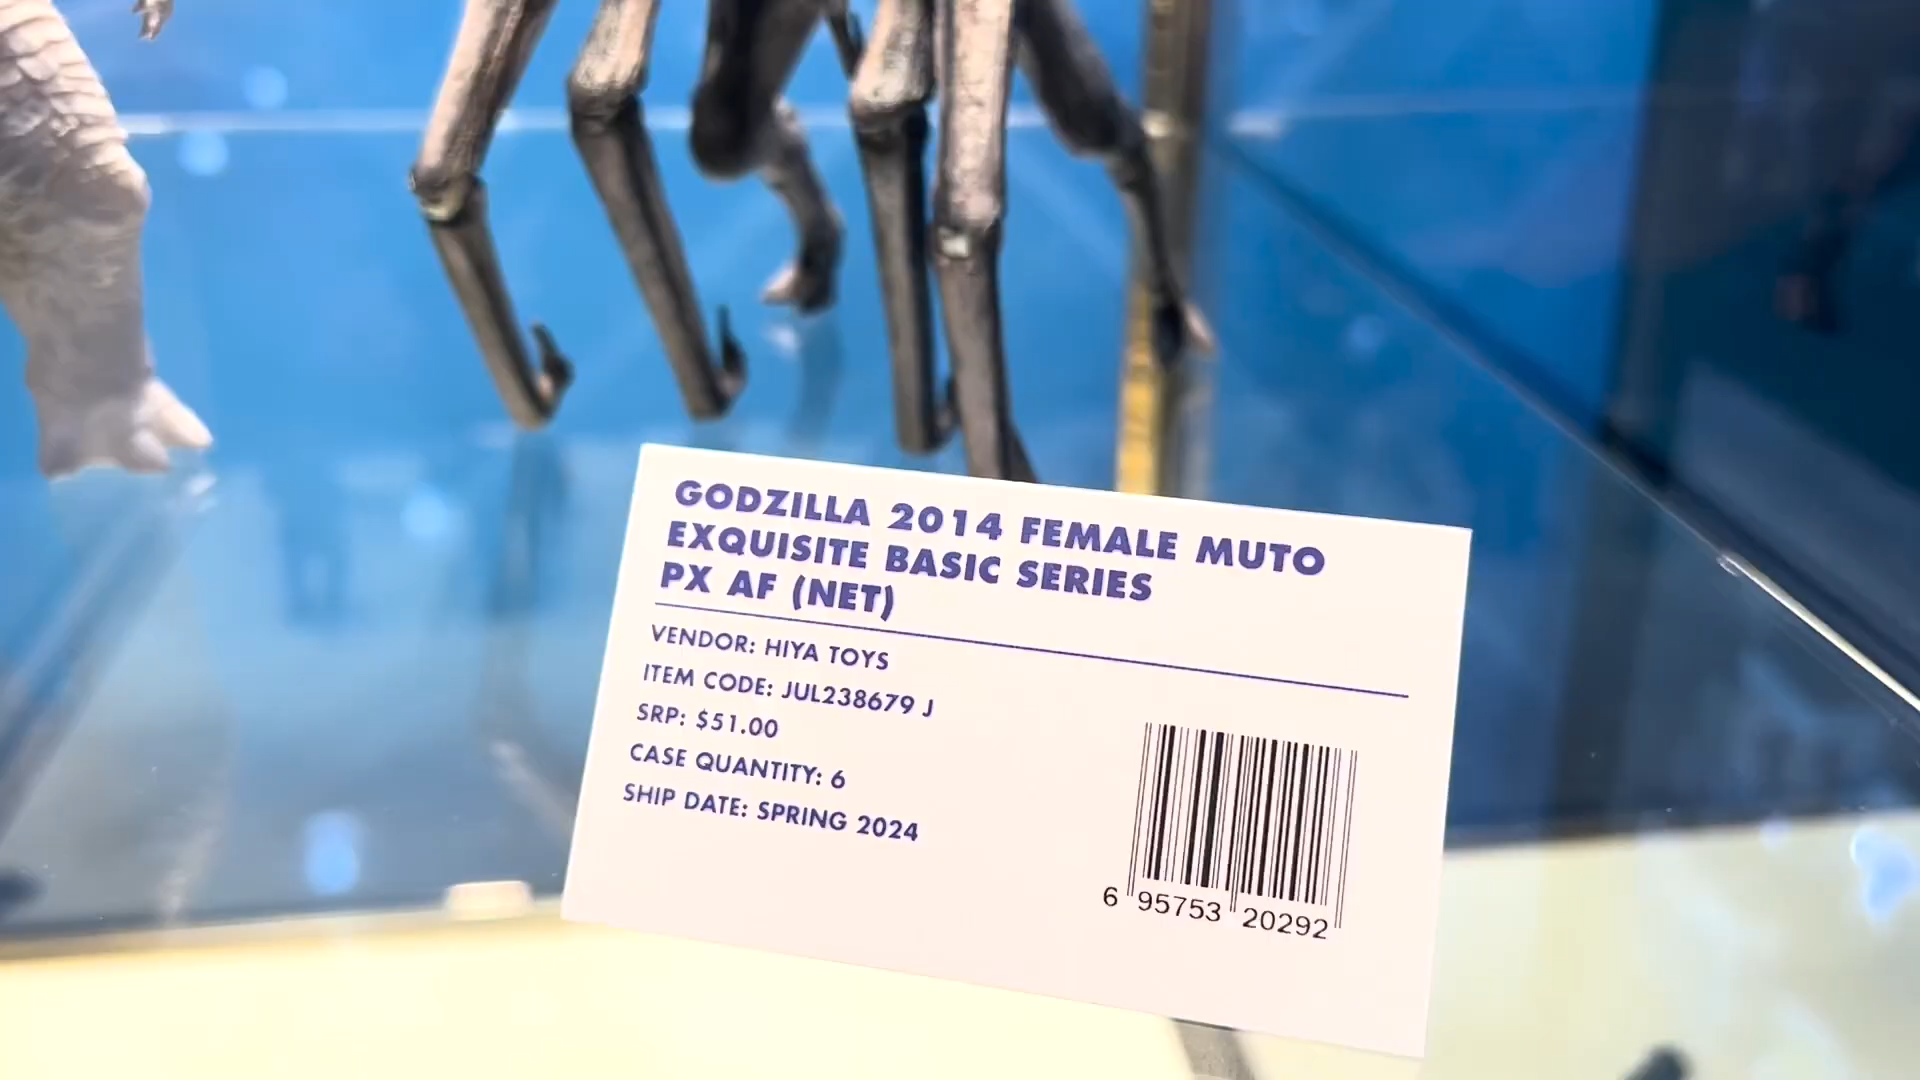 GODZILLA 2014 FEMALE MUTO
EXQUISITE BASIC SERIES
PX AF (NET)
VENDOR: HIYA TOYS
ITEM CODE: JUL238679 J
SRP: $51.00
CASE QUANTITY: 6
SHIP DATE: SPRING 2024
6 95753 20292